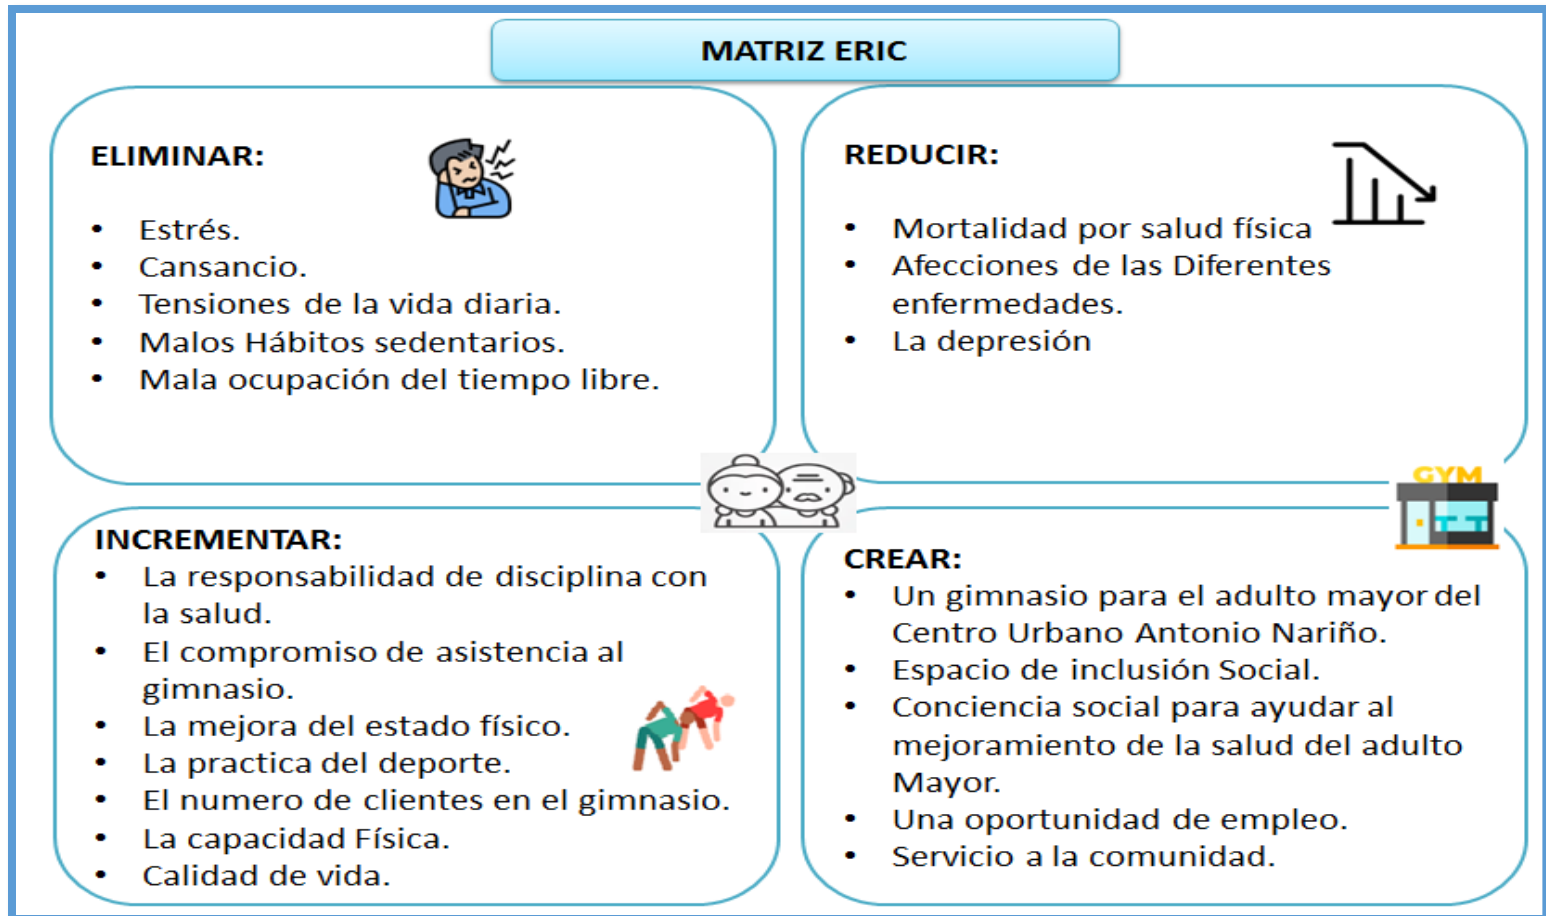 MATRIZ ERIC
ELIMINAR:
• Estrés.
• Cansancio.
• Tensiones de la vida diaria.
• Malos Hábitos sedentarios.
• Mala ocupación del tiempo libre.
REDUCIR:
• Mortalidad por salud física
• Afecciones de las Diferentes
enfermedades.
• La depresión
INCREMENTAR:
• La responsabilidad de disciplina con
la salud.
• El compromiso de asistencia al
gimnasio.
• La mejora del estado físico.
• La practica del deporte.
• El numero de clientes en el gimnasio.
• La capacidad Física.
• Calidad de vida.
GYM
CREAR:
• Un gimnasio para el adulto mayor del
Centro Urbano Antonio Nariño.
• Espacio de inclusión Social.
• Conciencia social para ayudar al
mejoramiento de la salud del adulto
Mayor.
• Una oportunidad de empleo.
• Servicio a la comunidad.